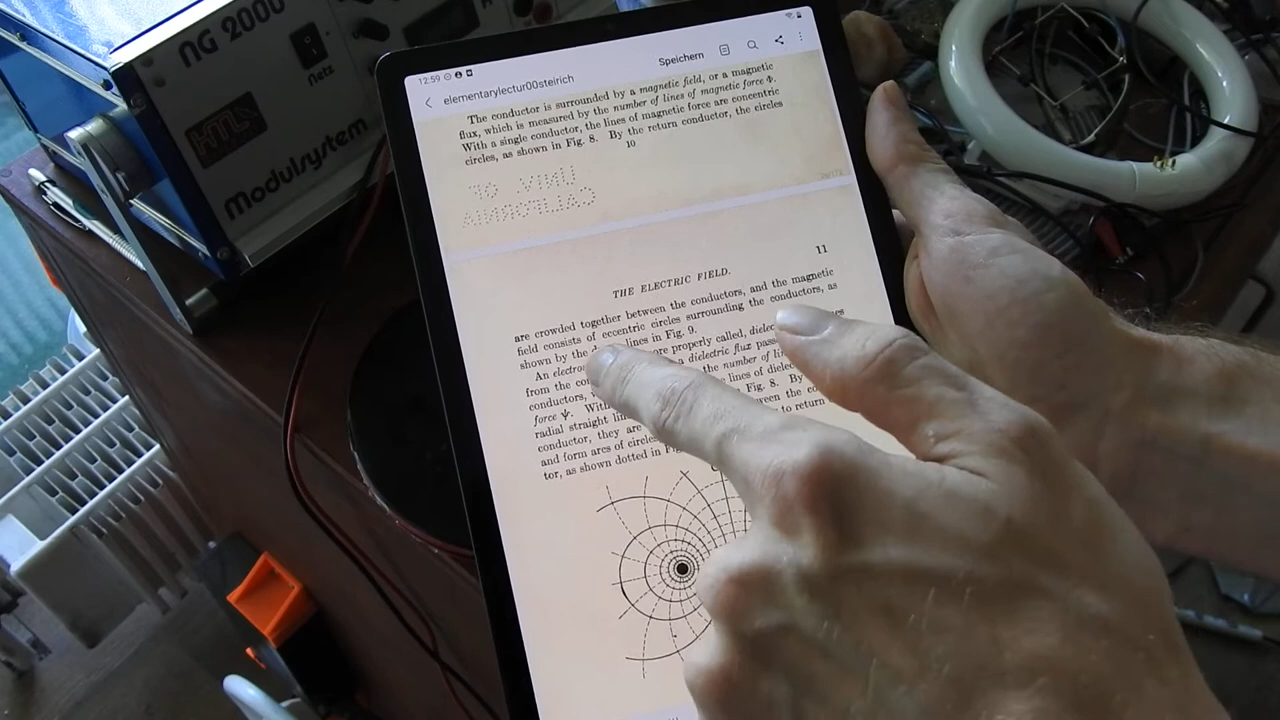 NG 2000
Netz
HTL
Modulsystem
12:59
elementarylectur00steirich
Speichern
The conductor is surrounded by a magnetic field, or a magnetic
flux, which is measured by the number of lines of magnetic force Φ.
With a single conductor, the lines of magnetic force are concentric
circles, as shown in Fig. 8. By the return conductor, the circles
10
UNIV. OF
CALIFORNIA
11
THE ELECTRIC FIELD.
are crowded together between the conductors, and the magnetic
field consists of eccentric circles surrounding the conductors, as
shown by the lines in Fig. 9.
An more properly called, dielec
from the a dielectric flux
conductors, the number of
force ψ. lines of
radial straight Fig. 8. By
conductor, they are
and form arcs of to return
tor, as shown dotted in